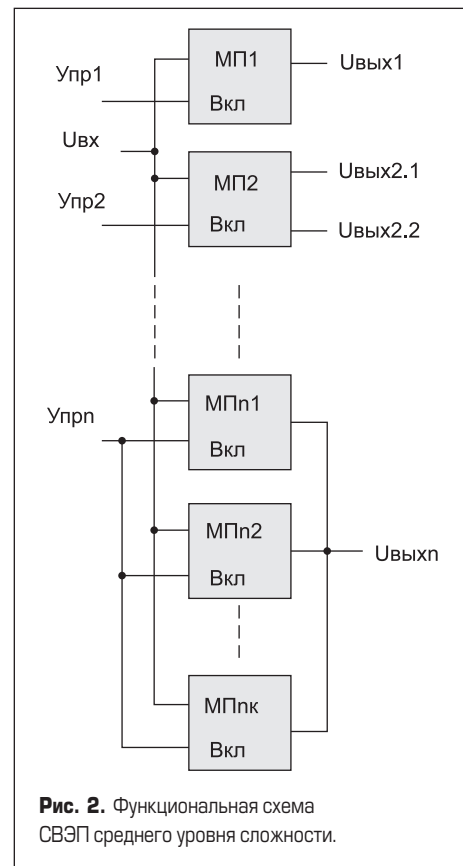 МП1
Uвых1
Упр1
Вкл
Uвх
МП2
Uвых2.1
Упр2
Вкл
Uвых2.2
МПn1
Упрn
Вкл
МПn2
Uвыхn
Вкл
МПnк
Вкл
Рис. 2. Функциональная схема
СВЭП среднего уровня сложности.